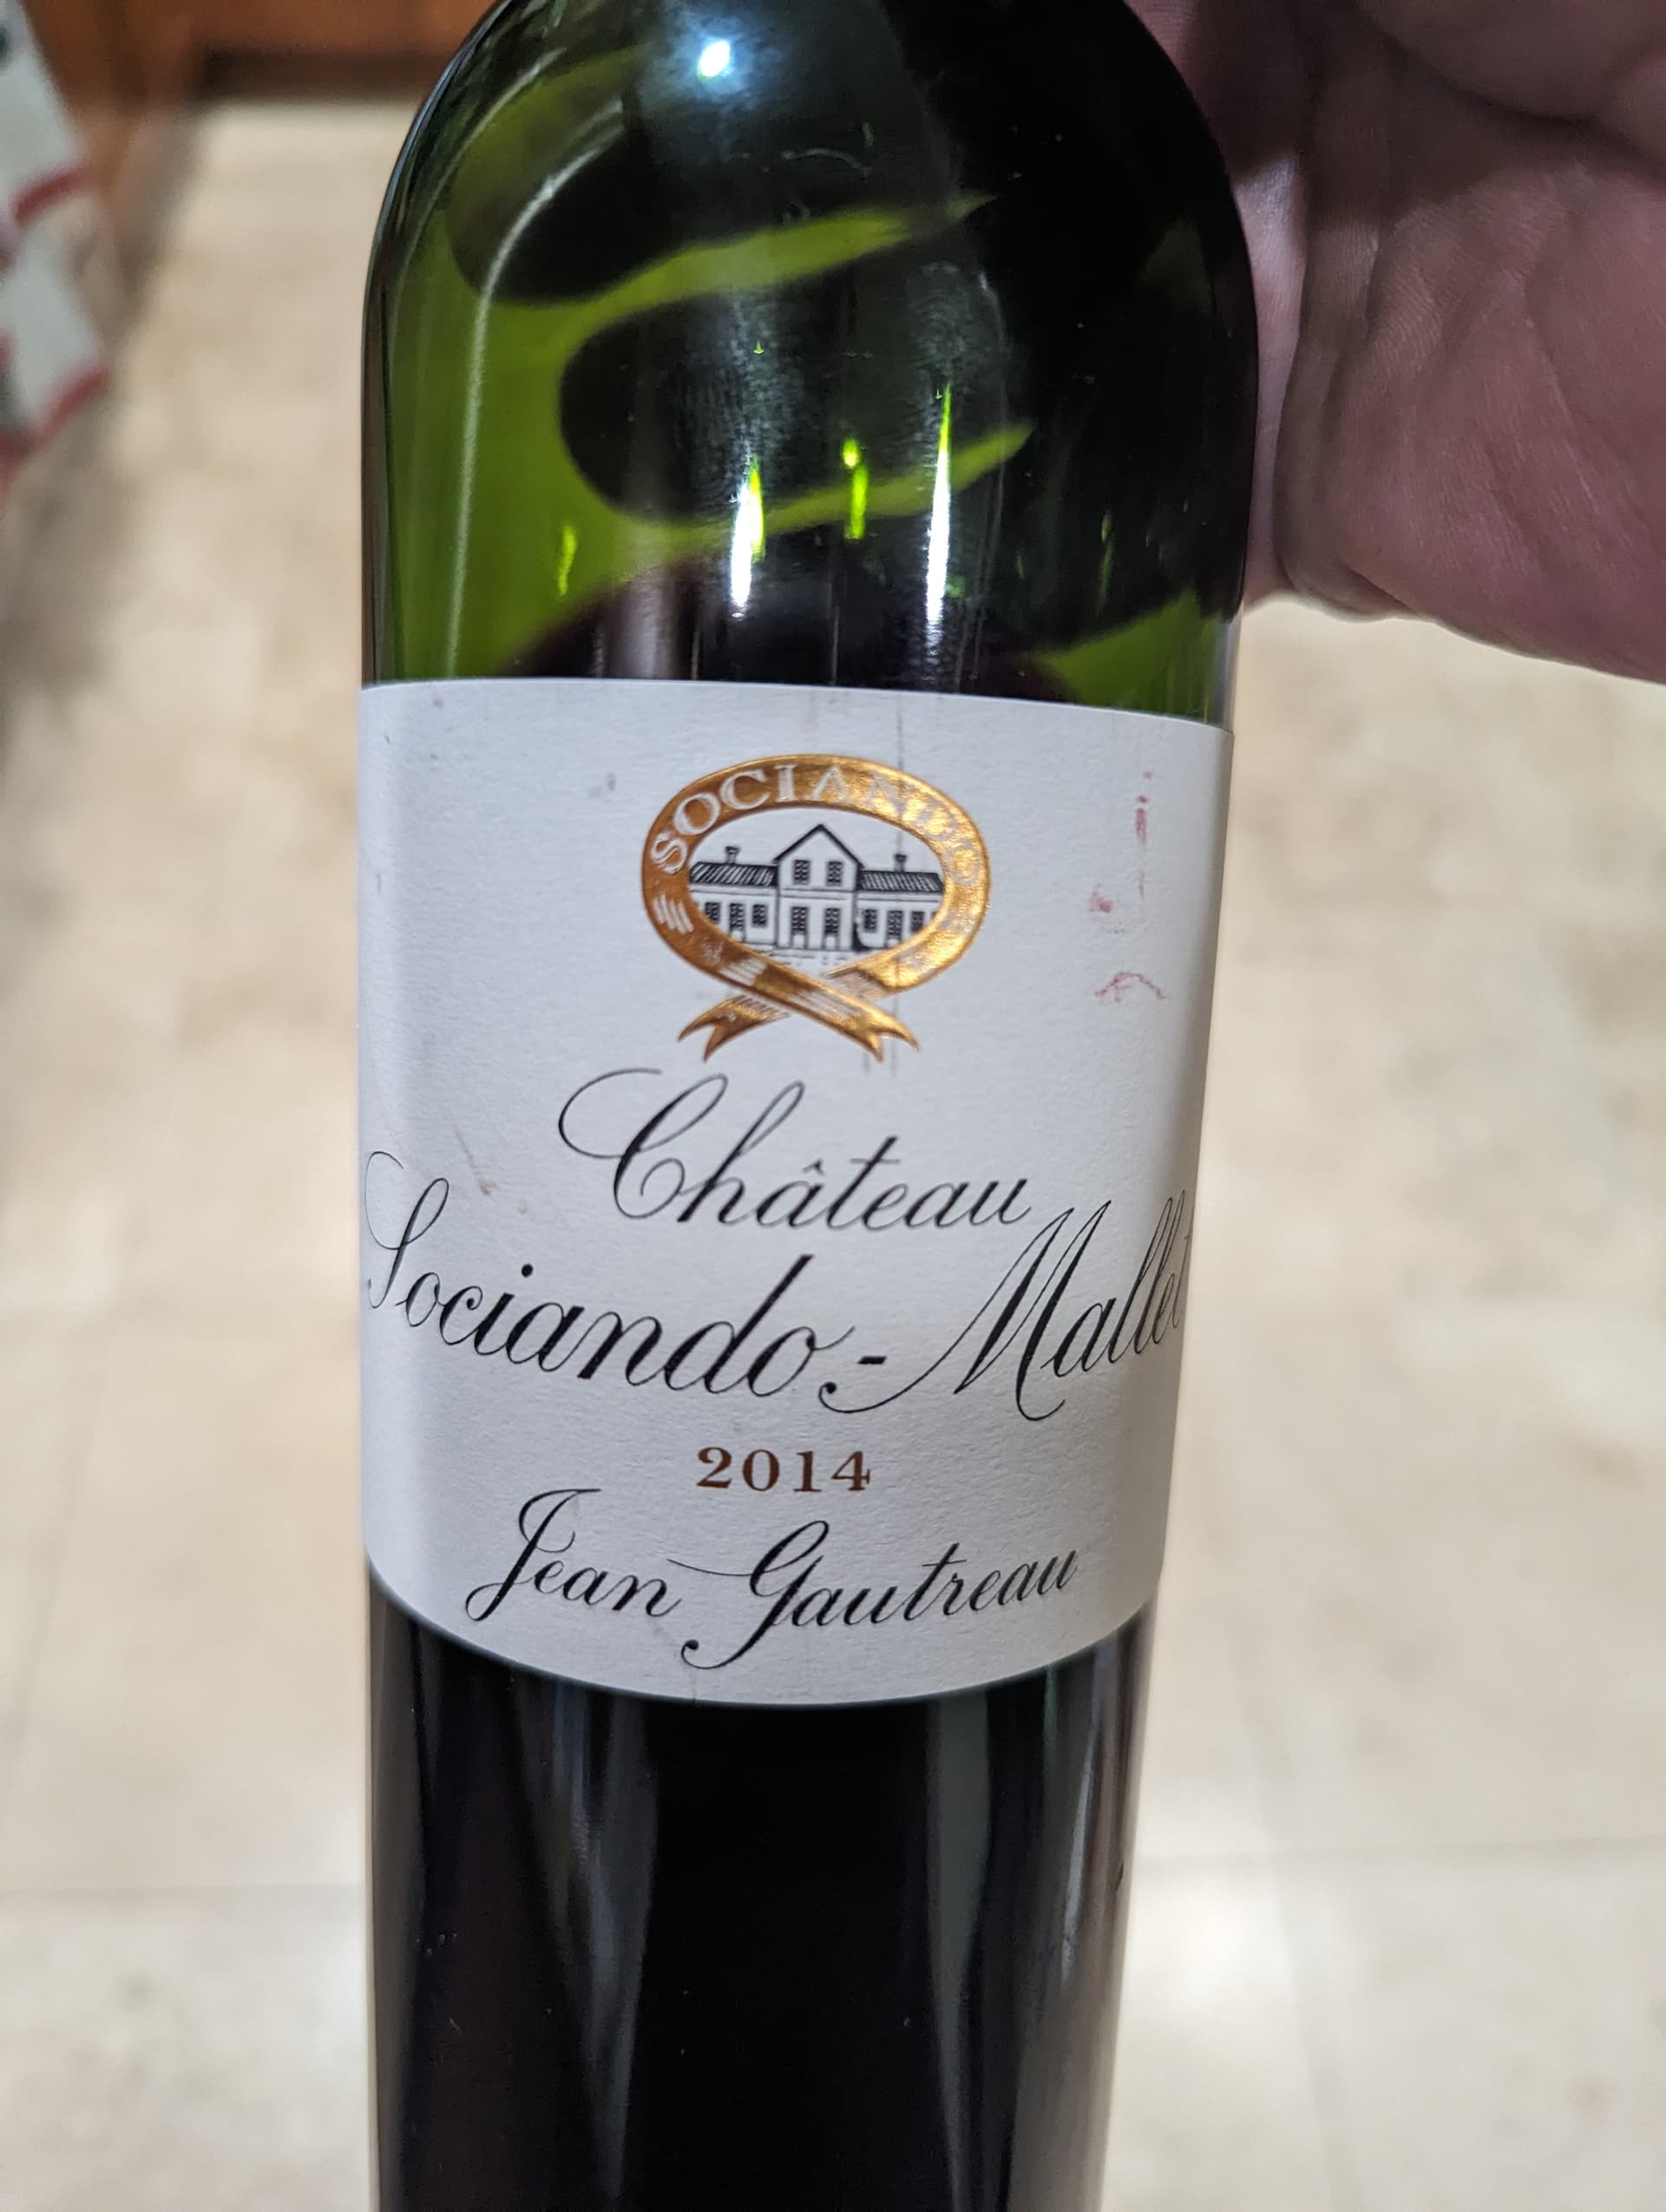 SOCIANDO
Château
Sociando-Mallet
2014
Jean Gautreau